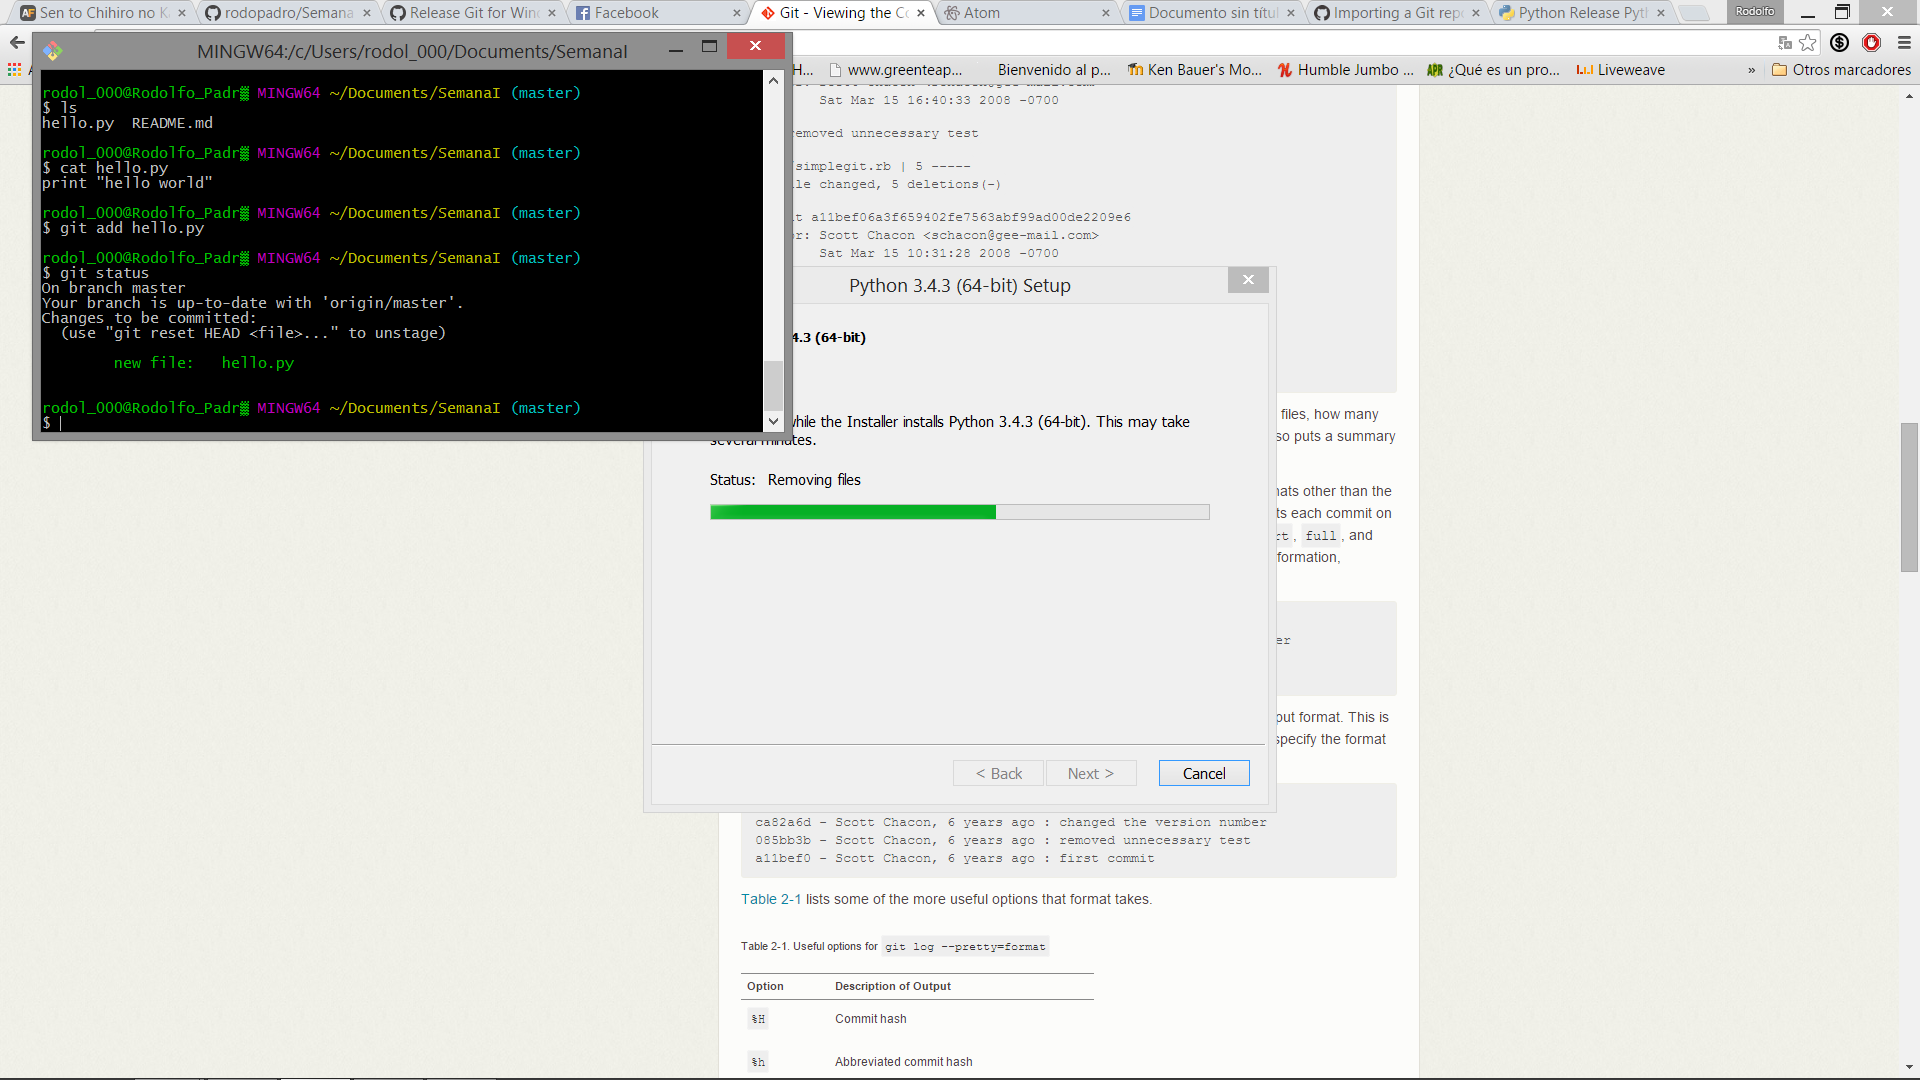 Sen to Chihiro no K
rodopadro/Semana
Release Git for Wind
Facebook
Git - Viewing the Co
Atom
Documento sin títul
Importing a Git repo
Python Release Pyth
Rodolfo
H...
www.greenteap...
Bienvenido al p...
Ken Bauer's Mo...
Humble Jumbo ...
APR ¿Qué es un pro...
Liveweave
»
Otros marcadores
MINGW64:/c/Users/rodol_000/Documents/SemanaI
rodol_000@Rodolfo_Padr▒ MINGW64 ~/Documents/SemanaI (master)
$ ls
hello.py  README.md
rodol_000@Rodolfo_Padr▒ MINGW64 ~/Documents/SemanaI (master)
$ cat hello.py
print "hello world"
rodol_000@Rodolfo_Padr▒ MINGW64 ~/Documents/SemanaI (master)
$ git add hello.py
rodol_000@Rodolfo_Padr▒ MINGW64 ~/Documents/SemanaI (master)
$ git status
On branch master
Your branch is up-to-date with 'origin/master'.
Changes to be committed:
  (use "git reset HEAD <file>..." to unstage)
new file:   hello.py
rodol_000@Rodolfo_Padr▒ MINGW64 ~/Documents/SemanaI (master)
$
Sat Mar 15 16:40:33 2008 -0700
removed unnecessary test
/simplegit.rb | 5 -----
le changed, 5 deletions(-)
t a11bef06a3f659402fe7563abf99ad00de2209e6
or: Scott Chacon <schacon@gee-mail.com>
Sat Mar 15 10:31:28 2008 -0700
Python 3.4.3 (64-bit) Setup
4.3 (64-bit)
while the Installer installs Python 3.4.3 (64-bit). This may take
several minutes.
Status: Removing files
< Back
Next >
Cancel
files, how many
so puts a summary
mats other than the
ts each commit on
rt, full, and
formation,
er
put format. This is
specify the format
ca82a6d - Scott Chacon, 6 years ago : changed the version number
085bb3b - Scott Chacon, 6 years ago : removed unnecessary test
a11bef0 - Scott Chacon, 6 years ago : first commit
Table 2-1 lists some of the more useful options that format takes.
Table 2-1. Useful options for git log --pretty=format
Option Description of Output
%H Commit hash
%h Abbreviated commit hash